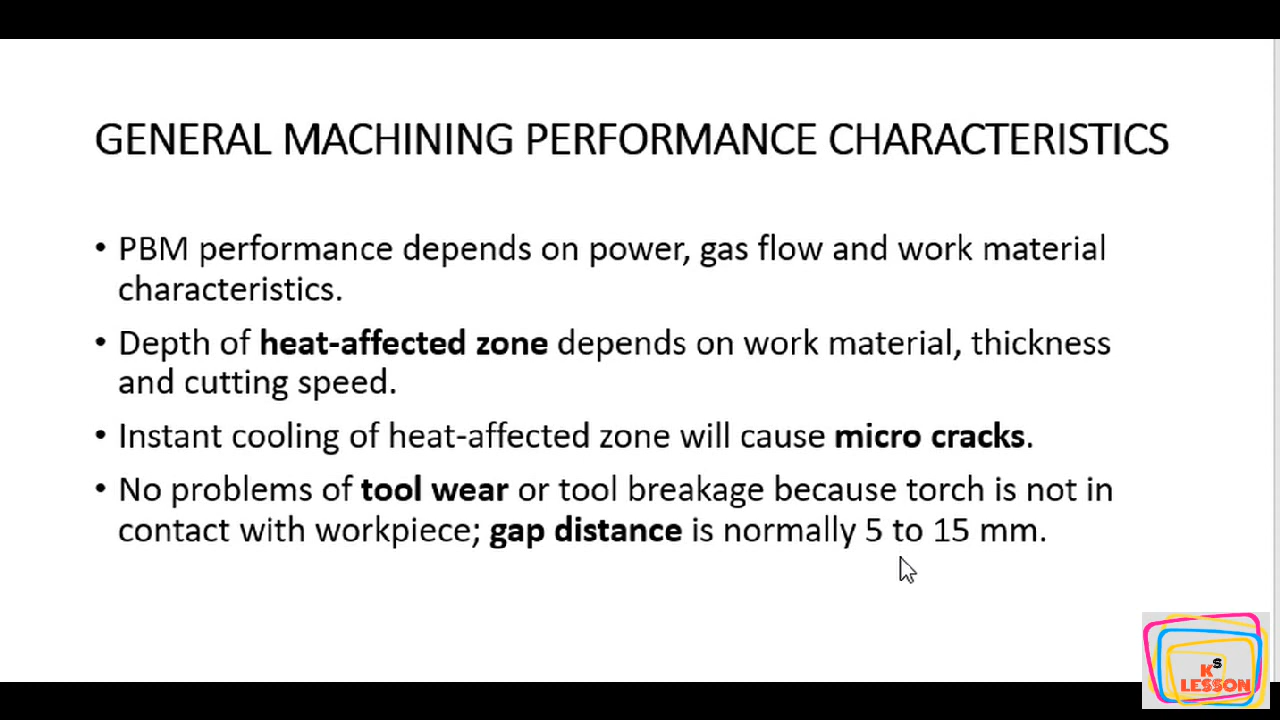 GENERAL MACHINING PERFORMANCE CHARACTERISTICS
• PBM performance depends on power, gas flow and work material
characteristics.
• Depth of heat-affected zone depends on work material, thickness
and cutting speed.
• Instant cooling of heat-affected zone will cause micro cracks.
• No problems of tool wear or tool breakage because torch is not in
contact with workpiece; gap distance is normally 5 to 15 mm.
KS
LESSON